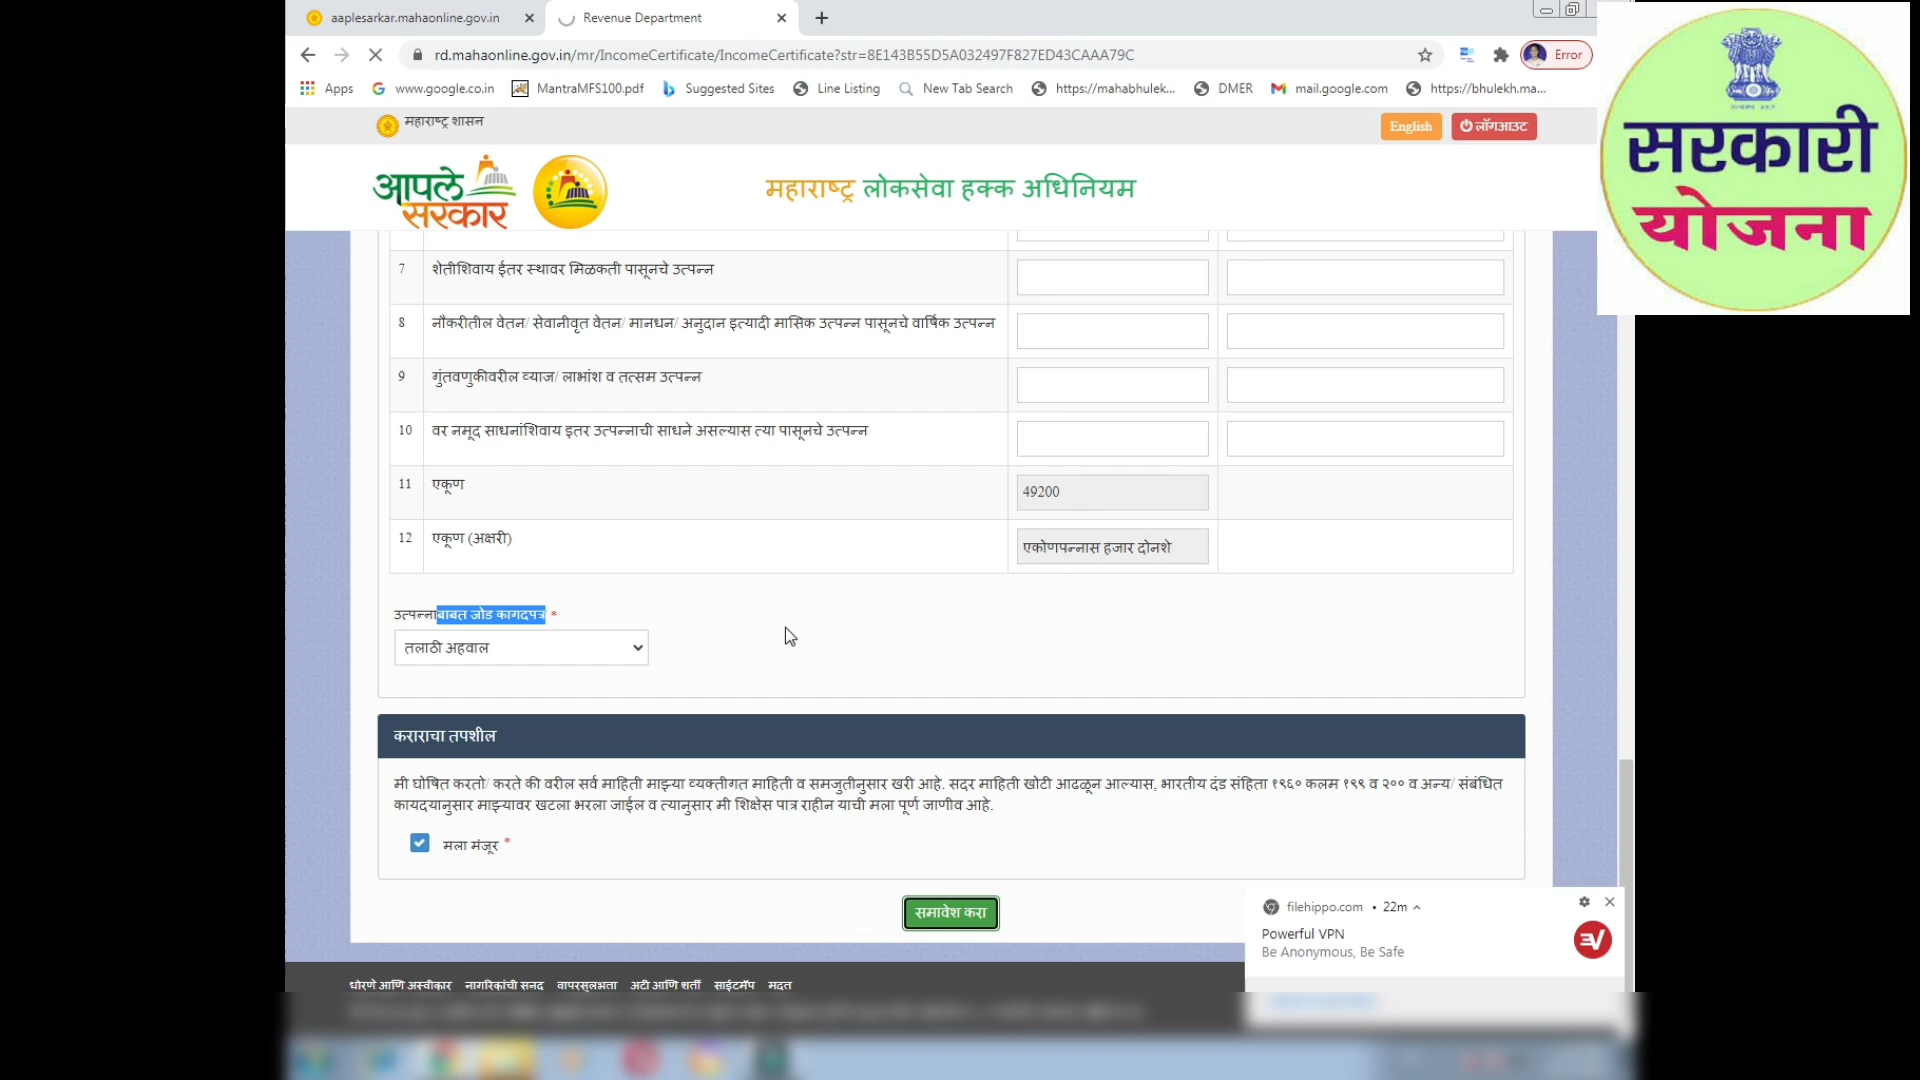 aaplesarkar.mahaonline.gov.in
Revenue Department
rd.mahaonline.gov.in/mr/IncomeCertificate/IncomeCertificate?str=8E143B55D5A032497F827ED43CAAA79C
Error
Apps www.google.co.in MantraMFS100.pdf Suggested Sites Line Listing New Tab Search https://mahabhulek... DMER mail.google.com https://bhulekh.ma...
महाराष्ट्र शासन
English
लॉगआउट
आपले
सरकार
महाराष्ट्र लोकसेवा हक्क अधिनियम
सरकारी
योजना
7 शेतीशिवाय ईतर स्थावर मिळकती पासूनचे उत्पन्न
8 नौकरीतील वेतन/ सेवानीवृत वेतन/ मानधन/ अनुदान इत्यादी मासिक उत्पन्न पासूनचे वार्षिक उत्पन्न
9 गुंतवणुकीवरील व्याज/ लाभांश व तत्सम उत्पन्न
10 वर नमूद साधनांशिवाय इतर उत्पन्नाची साधने असल्यास त्या पासूनचे उत्पन्न
11 एकूण 49200
12 एकूण (अक्षरी) एकोणपन्नास हजार दोनशे
उत्पन्नाबाबत जोड कागदपत्र *
तलाठी अहवाल
कराराचा तपशील
मी घोषित करतो/ करते की वरील सर्व माहिती माझ्या व्यक्तीगत माहिती व समजुतीनुसार खरी आहे. सदर माहिती खोटी आढळून आल्यास, भारतीय दंड संहिता १९६० कलम १९९ व २०० व अन्य/ संबंधित
कायदयानुसार माझ्यावर खटला भरला जाईल व त्यानुसार मी शिक्षेस पात्र राहीन याची मला पूर्ण जाणीव आहे.
मला मंजूर *
समावेश करा
filehippo.com • 22m
Powerful VPN
Be Anonymous, Be Safe
धोरणे आणि अस्वीकार नागरिकांची सनद वापरसुलभता अटी आणि शर्ती साईटमॅप मदत